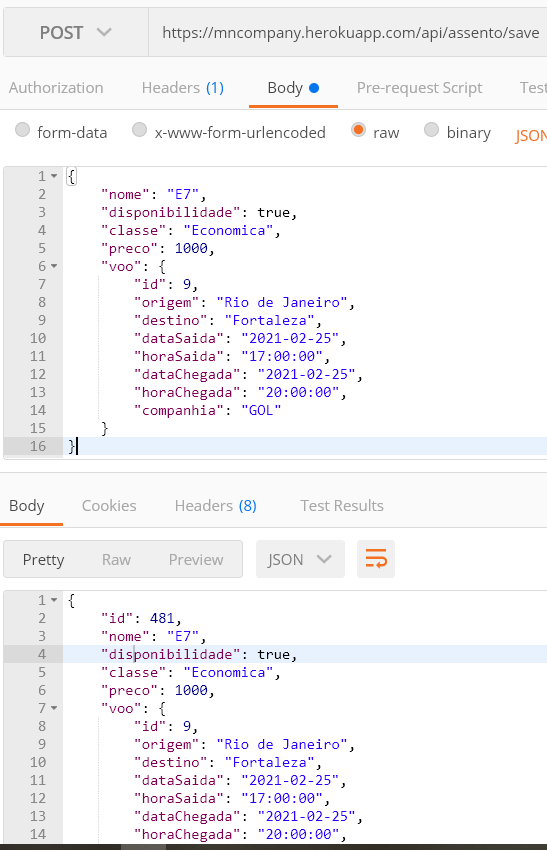 POST https://mncompany.herokuapp.com/api/assento/save
Authorization Headers (1) Body Pre-request Script Test
form-data x-www-form-urlencoded raw binary JSON
1 {
2 "nome": "E7",
3 "disponibilidade": true,
4 "classe": "Economica",
5 "preco": 1000,
6 "voo": {
7 "id": 9,
8 "origem": "Rio de Janeiro",
9 "destino": "Fortaleza",
10 "dataSaida": "2021-02-25",
11 "horaSaida": "17:00:00",
12 "dataChegada": "2021-02-25",
13 "horaChegada": "20:00:00",
14 "companhia": "GOL"
15 }
16 }
Body Cookies Headers (8) Test Results
Pretty Raw Preview JSON
1 {
2 "id": 481,
3 "nome": "E7",
4 "disponibilidade": true,
5 "classe": "Economica",
6 "preco": 1000,
7 "voo": {
8 "id": 9,
9 "origem": "Rio de Janeiro",
10 "destino": "Fortaleza",
11 "dataSaida": "2021-02-25",
12 "horaSaida": "17:00:00",
13 "dataChegada": "2021-02-25",
14 "horaChegada": "20:00:00",